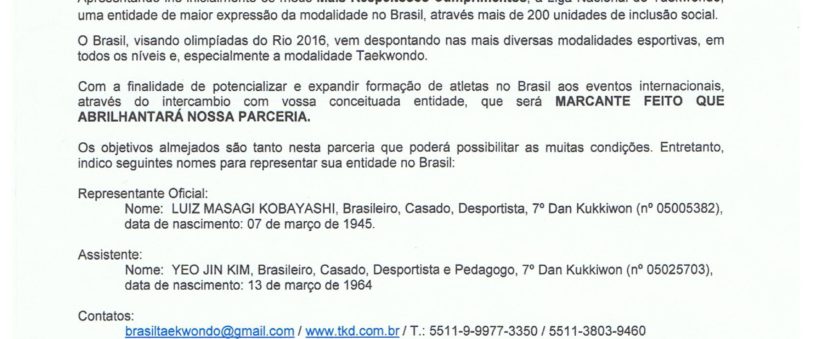 Apresentando-lhe inicialmente os meus Mais Respeitosos Cumprimentos, a Liga Nacional de Taekwondo,
uma entidade de maior expressão da modalidade no Brasil, através mais de 200 unidades de inclusão social.
O Brasil, visando olimpíadas do Rio 2016, vem despontando nas mais diversas modalidades esportivas, em
todos os níveis e, especialmente a modalidade Taekwondo.
Com a finalidade de potencializar e expandir formação de atletas no Brasil aos eventos internacionais,
através do intercambio com vossa conceituada entidade, que será MARCANTE FEITO QUE
ABRILHANTARÁ NOSSA PARCERIA.
Os objetivos almejados são tanto nesta parceria que poderá possibilitar as muitas condições. Entretanto,
indico seguintes nomes para representar sua entidade no Brasil:
Representante Oficial:
Nome: LUIZ MASAGI KOBAYASHI, Brasileiro, Casado, Desportista, 7º Dan Kukkiwon (nº 05005382),
data de nascimento: 07 de março de 1945.
Assistente:
Nome: YEO JIN KIM, Brasileiro, Casado, Desportista e Pedagogo, 7º Dan Kukkiwon (nº 05025703),
data de nascimento: 13 de março de 1964
Contatos:
brasiltaekwondo@gmail.com / www.tkd.com.br / T.: 5511-9-9977-3350 / 5511-3803-9460